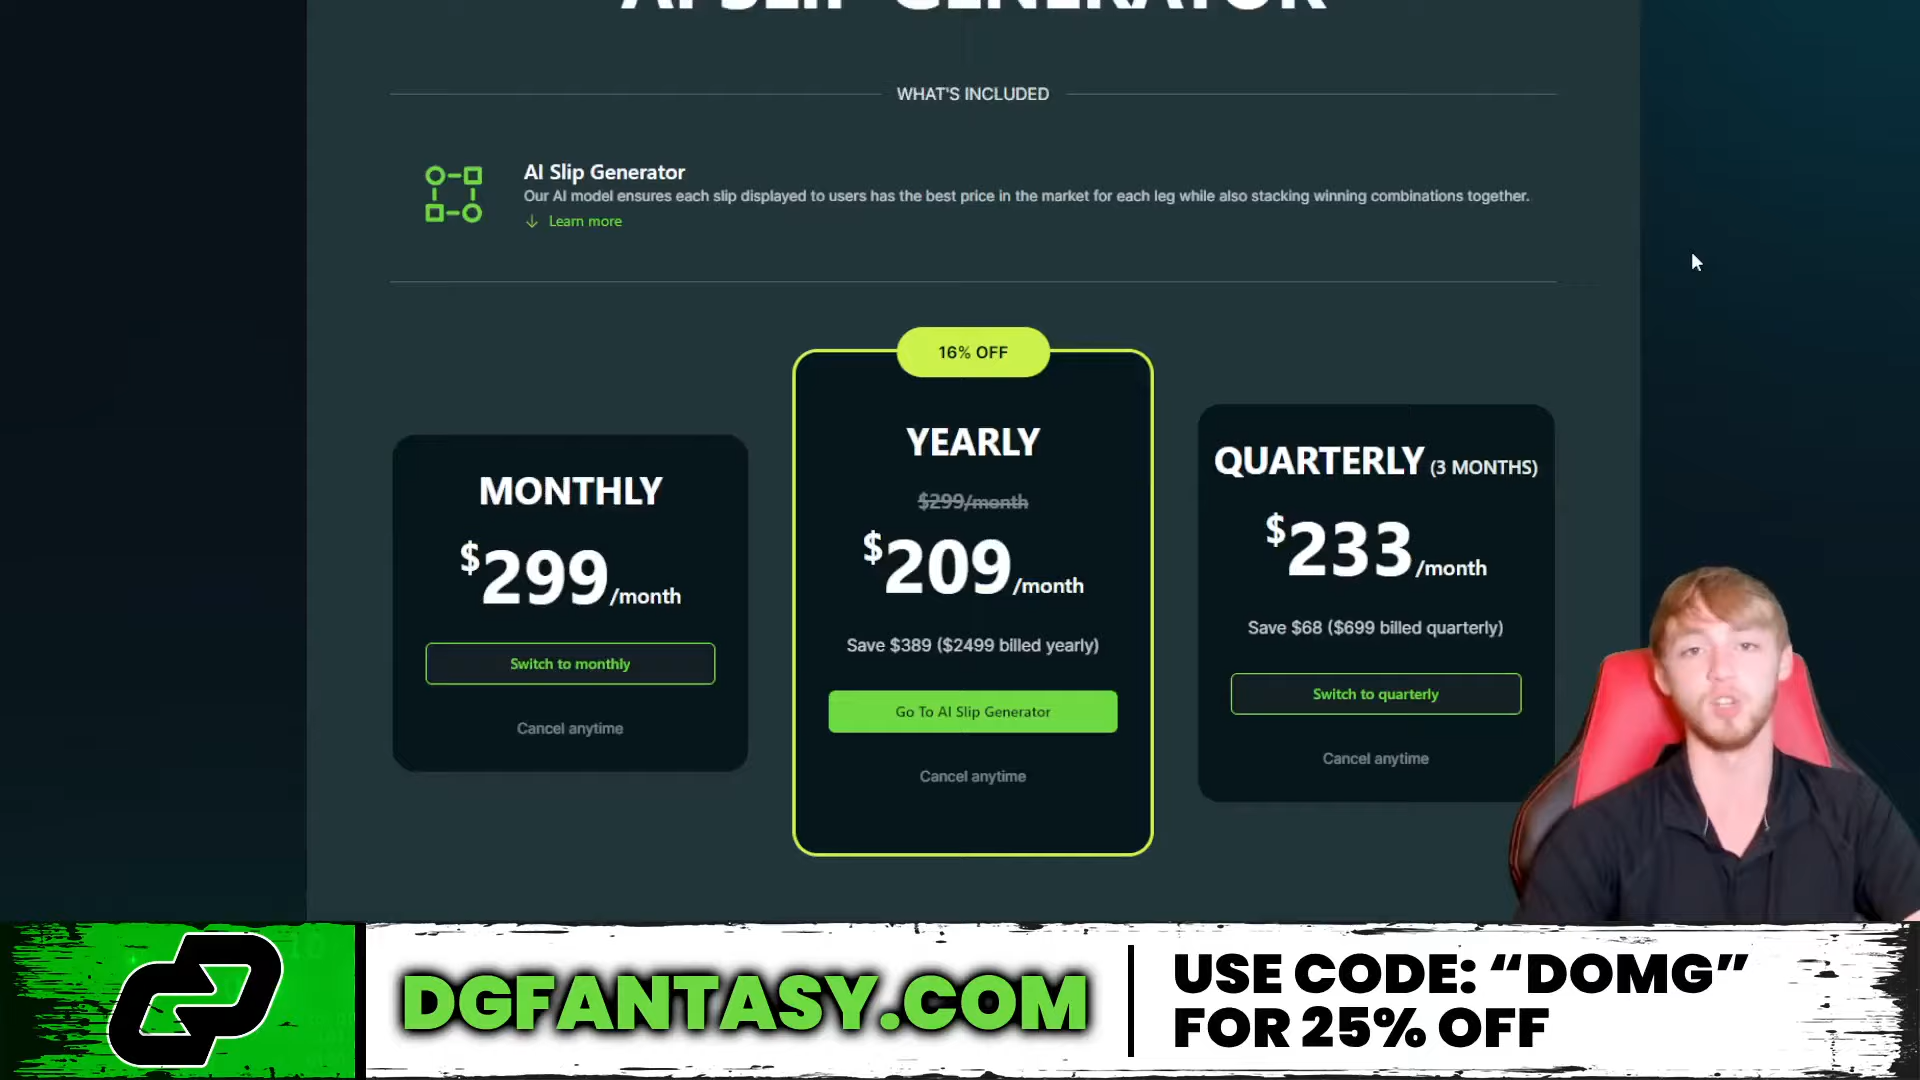 AI SLIP GENERATOR
WHAT'S INCLUDED
AI Slip Generator
Our AI model ensures each slip displayed to users has the best price in the market for each leg while also stacking winning combinations together.
Learn more
MONTHLY
$299/month
Switch to monthly
Cancel anytime
16% OFF
YEARLY
$299/month
$209/month
Save $389 ($2499 billed yearly)
Go To AI Slip Generator
Cancel anytime
QUARTERLY (3 MONTHS)
$233/month
Save $68 ($699 billed quarterly)
Switch to quarterly
Cancel anytime
DGFANTASY.COM
USE CODE: “DOMG”
FOR 25% OFF